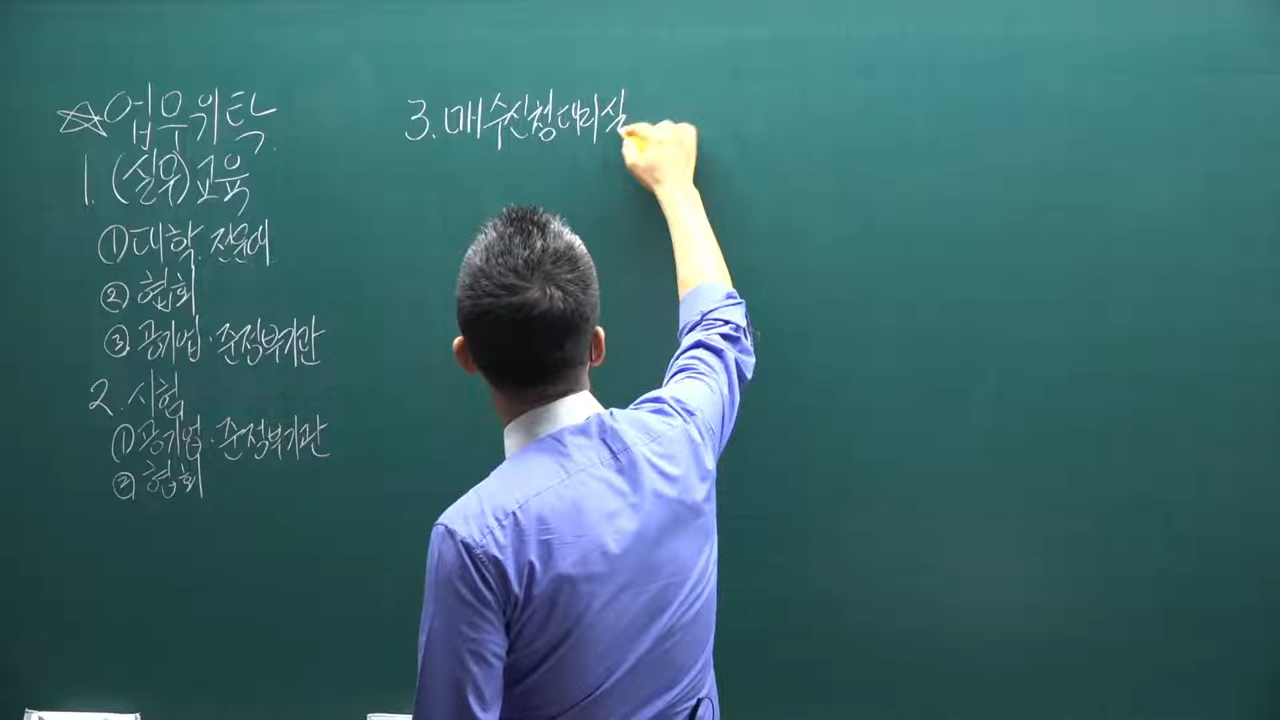 ☆업무위탁
1. (실무)교육
① 대학. 전문대
② 협회
③ 공기업·준정부기관
2. 시험
① 공기업·준정부기관
② 협회
3. 매수신청대리실